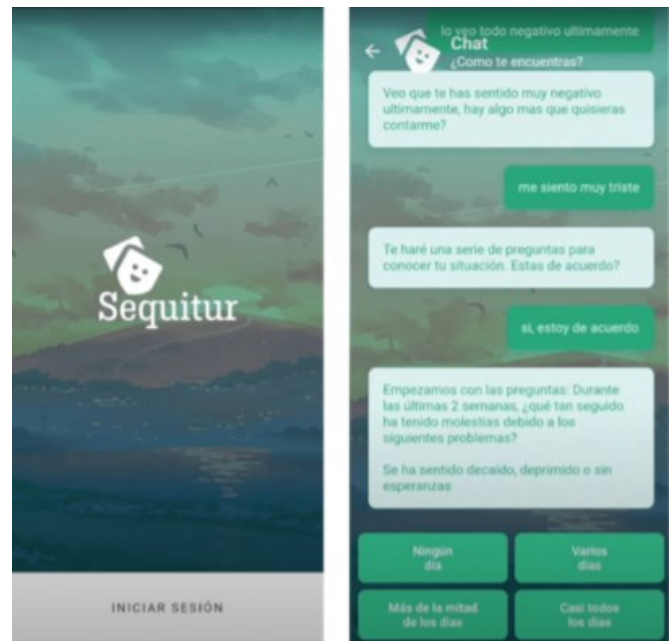 Sequitur
INICIAR SESIÓN
lo veo todo negativo ultimamente
Chat
¿Como te encuentras?
Veo que te has sentido muy negativo
ultimamente, hay algo mas que quisieras
contarme?
me siento muy triste
Te haré una serie de preguntas para
conocer tu situación. Estas de acuerdo?
si, estoy de acuerdo
Empezamos con las preguntas: Durante
las últimas 2 semanas, ¿qué tan seguido
ha tenido molestias debido a los
siguientes problemas?
Se ha sentido decaído, deprimido o sin
esperanzas
Ningún
día
Varios
días
Más de la mitad
de los días
Casi todos
los días